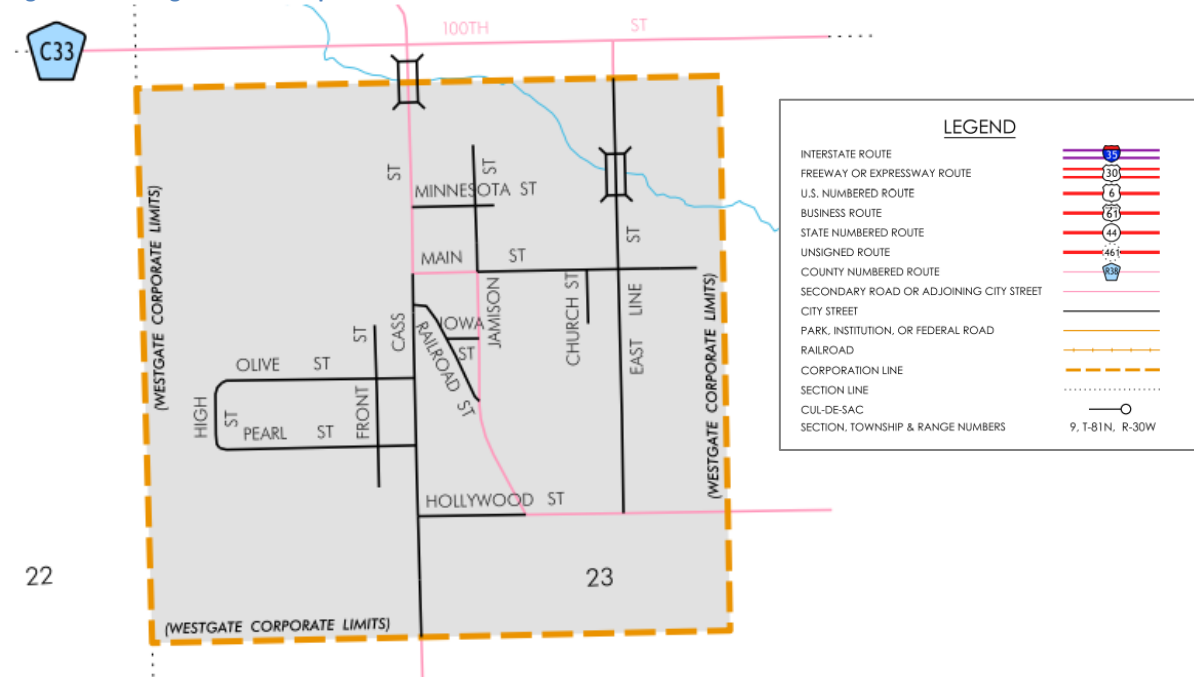 100TH ST
C33
ST
ST
MINNESOTA ST
ST
MAIN ST
(WESTGATE CORPORATE LIMITS)
CASS
JAMISON
CHURCH ST
EAST LINE
(WESTGATE CORPORATE LIMITS)
IOWA
ST
RAILROAD ST
ST
FRONT
OLIVE ST
HIGH
ST
PEARL ST
HOLLYWOOD ST
22
23
(WESTGATE CORPORATE LIMITS)
LEGEND
INTERSTATE ROUTE 35
FREEWAY OR EXPRESSWAY ROUTE 30
U.S. NUMBERED ROUTE 6
BUSINESS ROUTE 61
STATE NUMBERED ROUTE 44
UNSIGNED ROUTE 461
COUNTY NUMBERED ROUTE R38
SECONDARY ROAD OR ADJOINING CITY STREET
CITY STREET
PARK, INSTITUTION, OR FEDERAL ROAD
RAILROAD
CORPORATION LINE
SECTION LINE
CUL-DE-SAC
SECTION, TOWNSHIP & RANGE NUMBERS 9, T-81N, R-30W